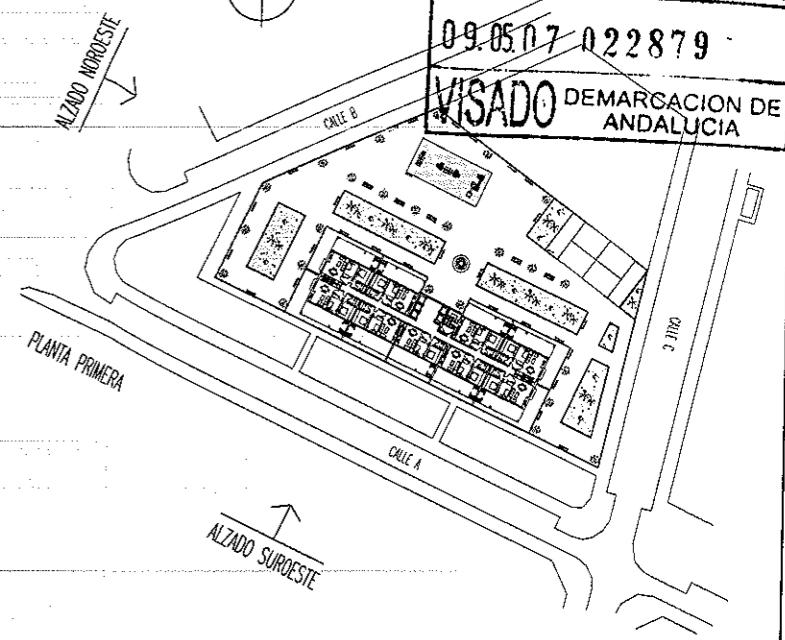 09.05.07 022879
VISADO DEMARCACION DE
ANDALUCIA
ALZADO NOROESTE
CALLE B
CALLE C
PLANTA PRIMERA
CALLE A
ALZADO SUROESTE